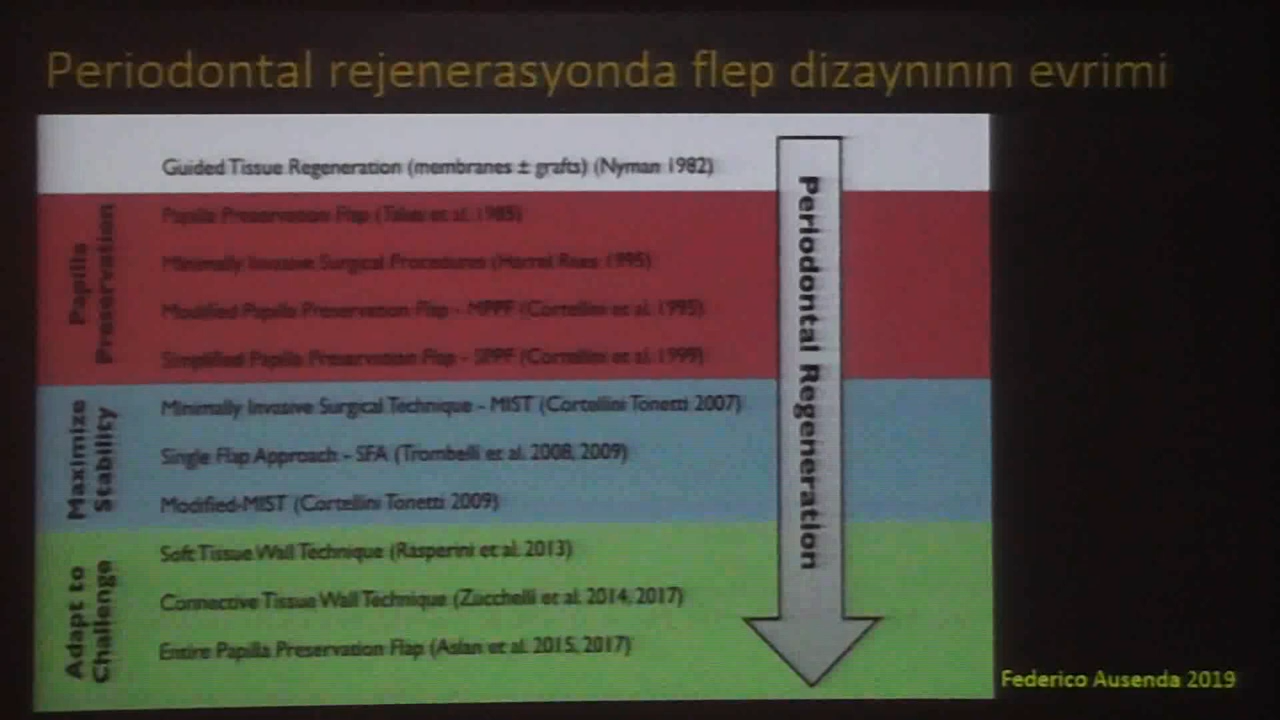 Periodontal rejenerasyonda flep dizaynının evrimi
Guided Tissue Regeneration (membranes ± grafts) (Nyman 1982)
Papilla
Preservation
Papilla Preservation Flap (Takei et al. 1985)
Minimally Invasive Surgical Procedures (Harrel Rees 1995)
Modified Papilla Preservation Flap - MPPF (Cortellini et al. 1995)
Simplified Papilla Preservation Flap - SPPF (Cortellini et al. 1999)
Maximize
Stability
Minimally Invasive Surgical Technique - MIST (Cortellini Tonetti 2007)
Single Flap Approach - SFA (Trombelli et al. 2008, 2009)
Modified-MIST (Cortellini Tonetti 2009)
Adapt to
Challenge
Soft Tissue Wall Technique (Rasperini et al. 2013)
Connective Tissue Wall Technique (Zucchelli et al. 2014, 2017)
Entire Papilla Preservation Flap (Aslan et al. 2015, 2017)
Periodontal Regeneration
Federico Ausenda 2019